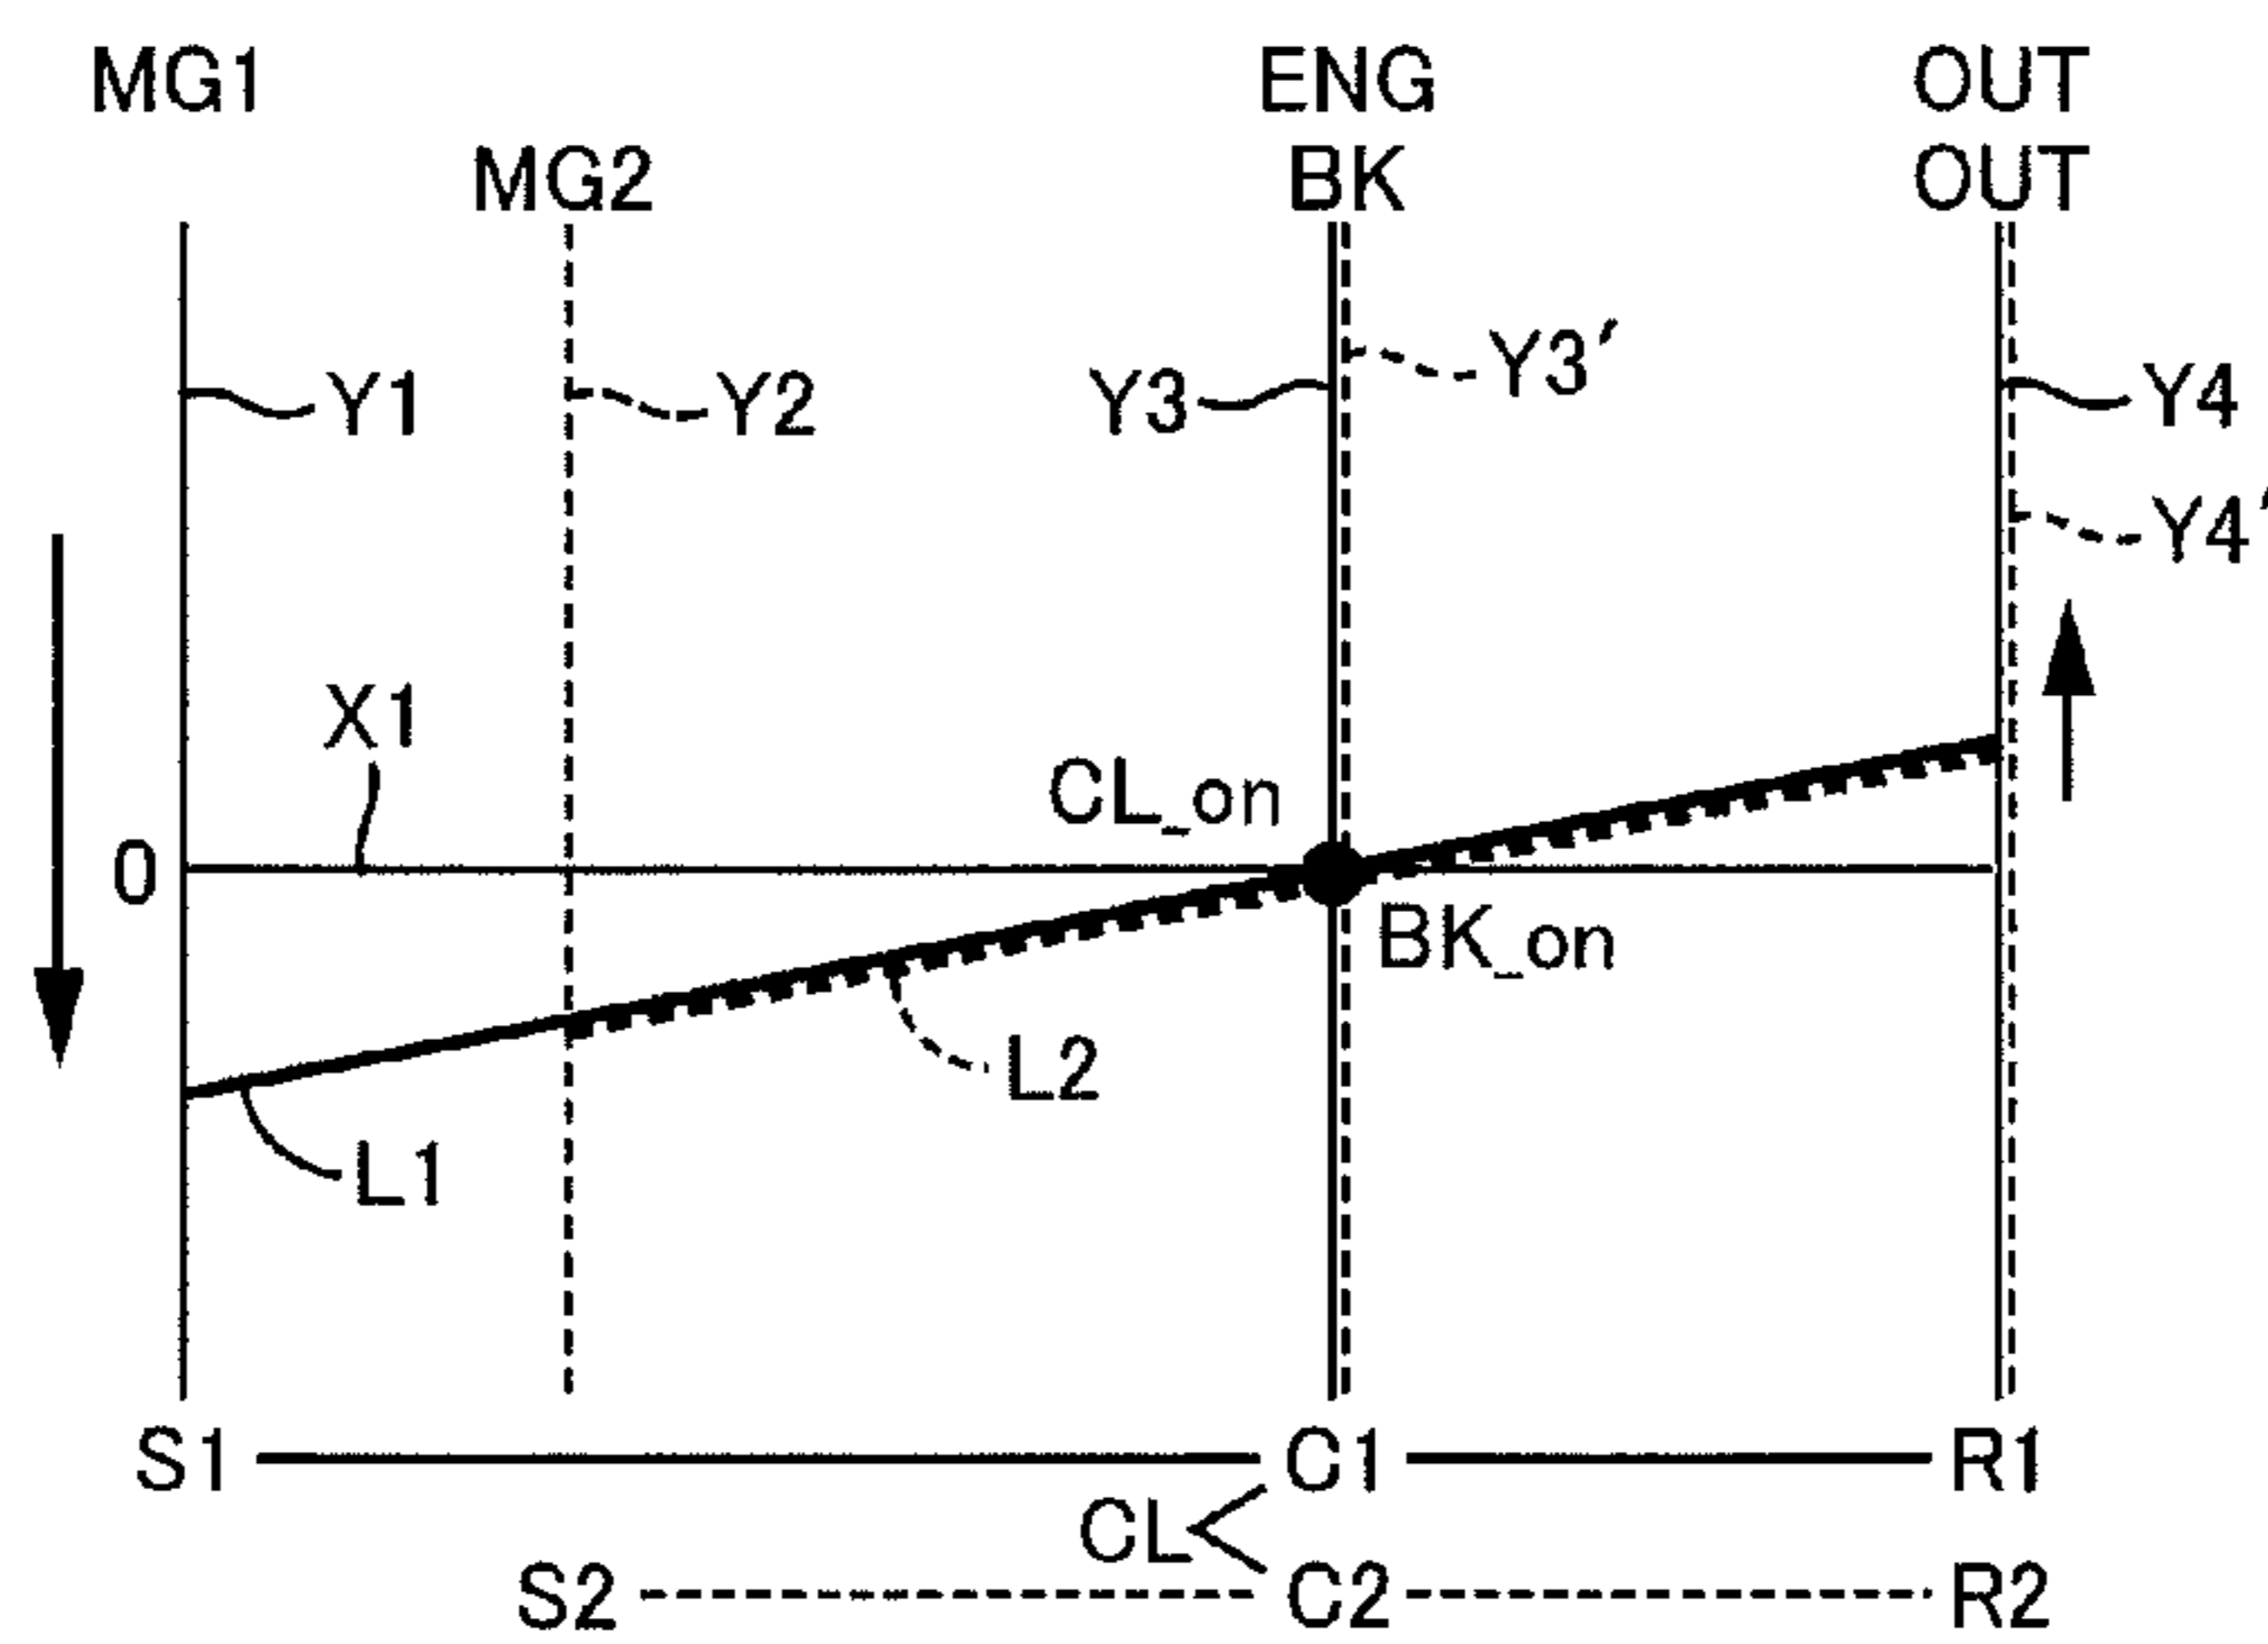 MG1 ENG OUT
MG2 BK OUT
Y3'
Y1 Y2 Y3 Y4
Y4'
X1
CL_on
0
BK_on
L2
L1
S1 C1 R1
CL
S2 C2 R2